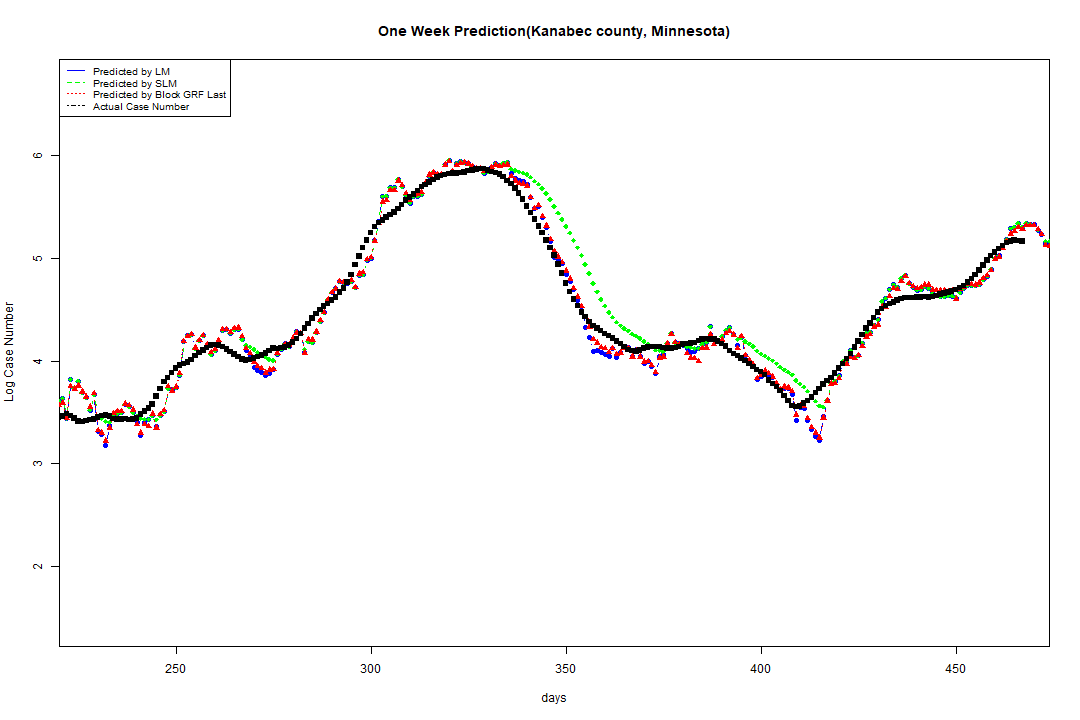 One Week Prediction(Kanabec county, Minnesota)
Predicted by LM
Predicted by SLM
Predicted by Block GRF Last
Actual Case Number
6
5
4
3
2
Log Case Number
250 300 350 400 450
days